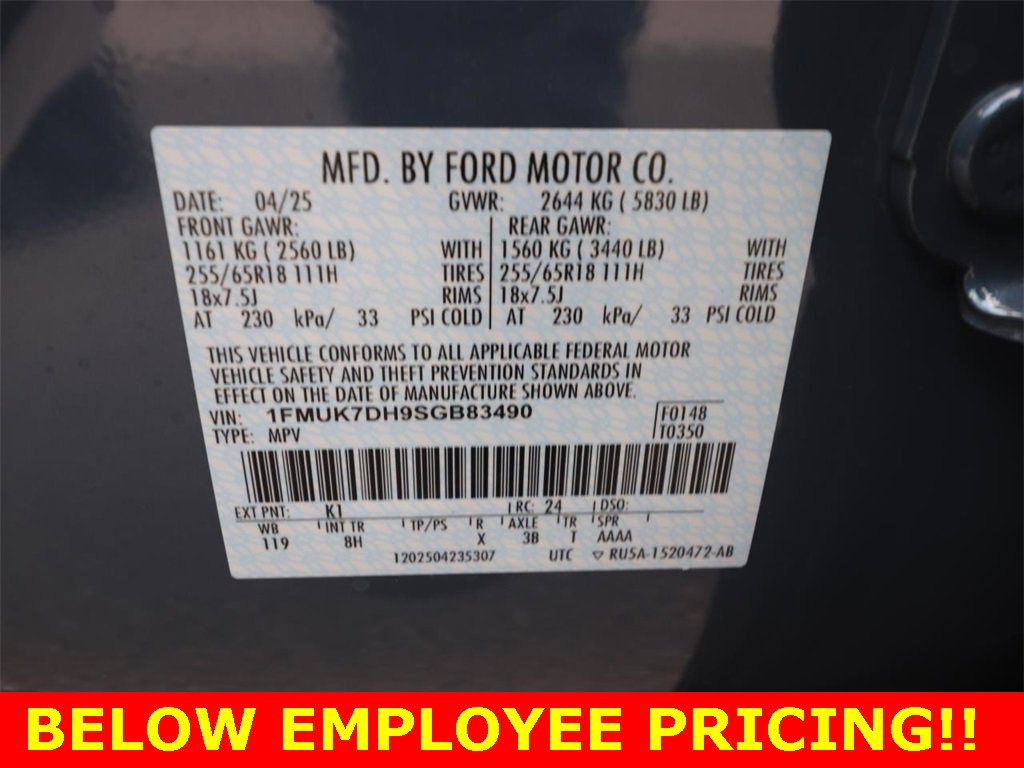 MFD. BY FORD MOTOR CO.
DATE: 04/25 GVWR: 2644 KG ( 5830 LB)
FRONT GAWR: REAR GAWR:
1161 KG ( 2560 LB) WITH 1560 KG ( 3440 LB) WITH
255/65R18 111H TIRES 255/65R18 111H TIRES
18x7.5J RIMS 18x7.5J RIMS
AT 230 kPa/ 33 PSI COLD AT 230 kPa/ 33 PSI COLD
THIS VEHICLE CONFORMS TO ALL APPLICABLE FEDERAL MOTOR
VEHICLE SAFETY AND THEFT PREVENTION STANDARDS IN
EFFECT ON THE DATE OF MANUFACTURE SHOWN ABOVE.
VIN: 1FMUK7DH9SGB83490 F0148
TYPE: MPV T0350
EXT PNT: K1 RC: 24 DSO:
WB INT TR TP/PS R AXLE TR SPR
119 8H X 3B T AAAA
1202504235307 UTC ▽ RU5A-1520472-AB
BELOW EMPLOYEE PRICING!!